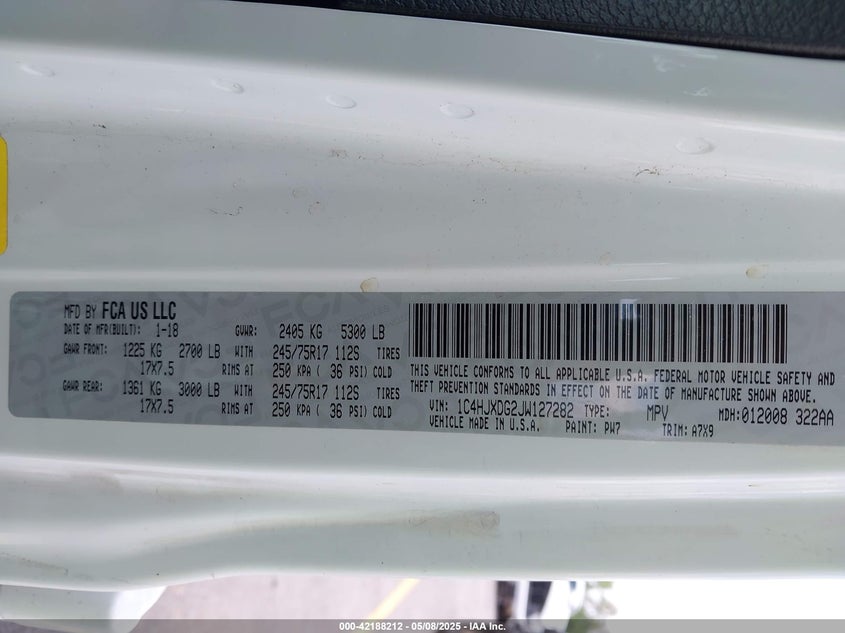 MFD BY FCA US LLC
DATE OF MFR(BUILT): 1-18 GVWR: 2405 KG 5300 LB
GAWR FRONT: 1225 KG 2700 LB WITH 245/75R17 112S TIRES
17X7.5 RIMS AT 250 KPA ( 36 PSI) COLD
GAWR REAR: 1361 KG 3000 LB WITH 245/75R17 112S TIRES
17X7.5 RIMS AT 250 KPA ( 36 PSI) COLD
THIS VEHICLE CONFORMS TO ALL APPLICABLE U.S.A. FEDERAL MOTOR VEHICLE SAFETY AND
THEFT PREVENTION STANDARDS IN EFFECT ON THE DATE OF MANUFACTURE SHOWN ABOVE.
VIN: 1C4HJXDG2JW127282 TYPE: MPV MDH: 012008 322AA
VEHICLE MADE IN U.S.A. PAINT: PW7 TRIM: A7X9
000-42188212 - 05/08/2025 - IAA Inc.